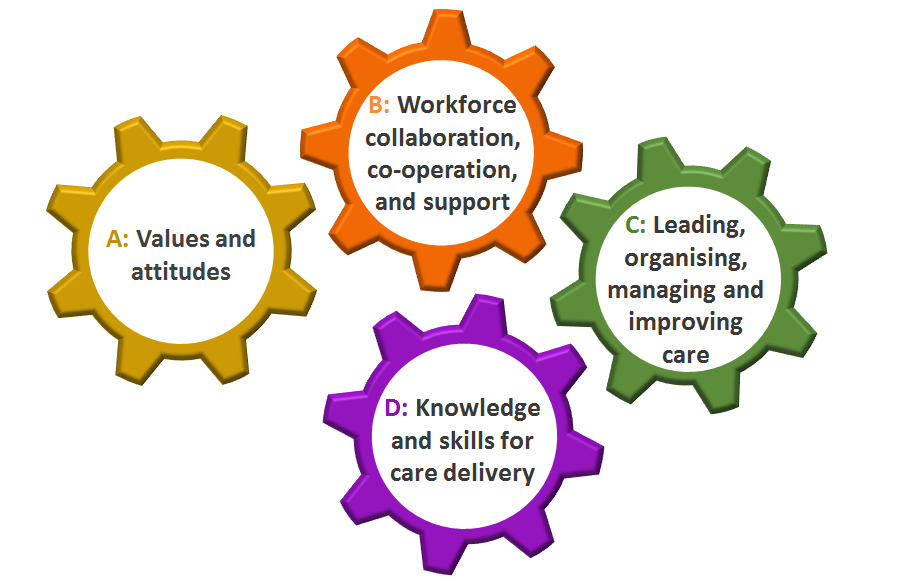 A: Values and
attitudes
B: Workforce
collaboration,
co-operation,
and support
C: Leading,
organising,
managing and
improving
care
D: Knowledge
and skills for
care delivery